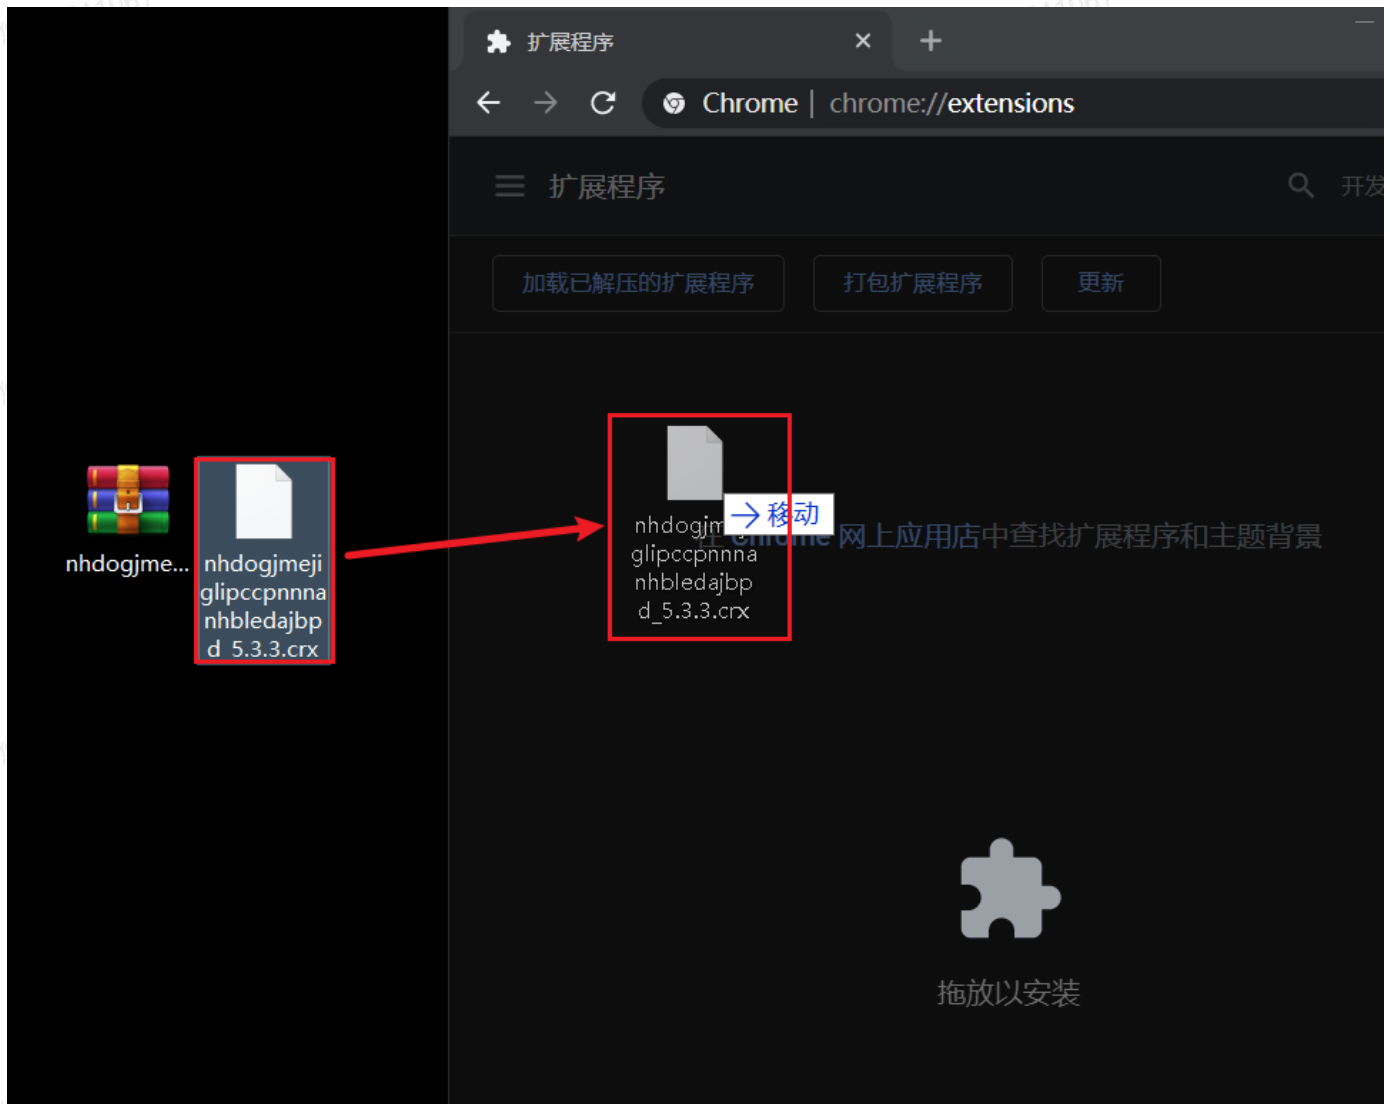 扩展程序
Chrome
chrome://extensions
扩展程序
开发
加载已解压的扩展程序
打包扩展程序
更新
nhdogjme...
nhdogjmeji
glipccpnnna
nhbledajbp
d_5.3.3.crx
移动
glipccpnnna
nhbledajbp
d_5.3.3.crx
Chrome 网上应用店中查找扩展程序和主题背景
拖放以安装